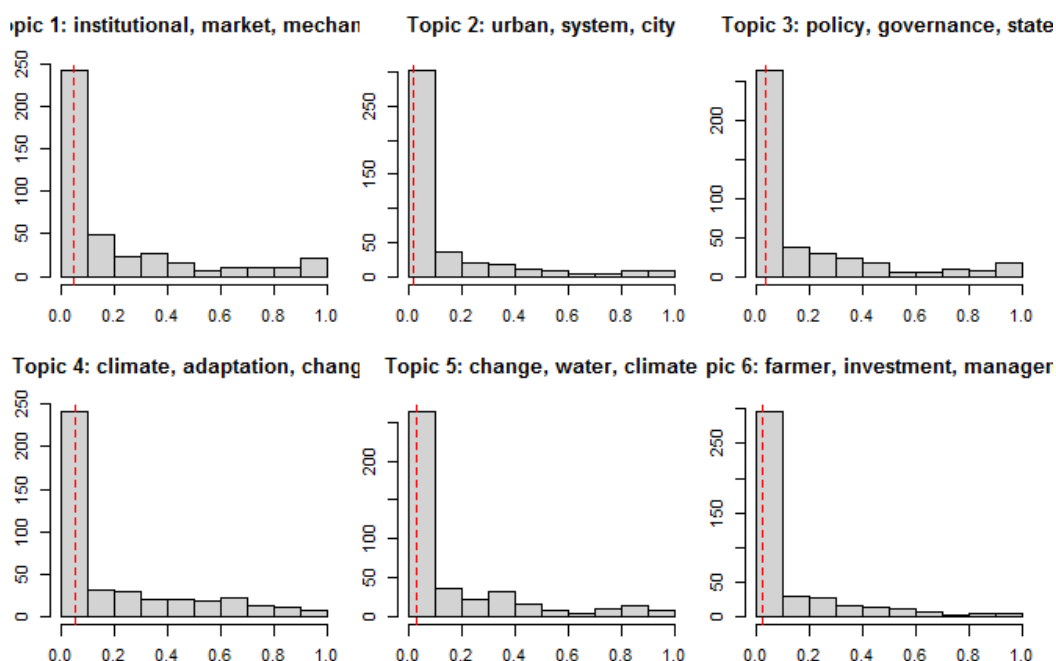 opic 1: institutional, market, mechan
Topic 2: urban, system, city
Topic 3: policy, governance, state
250
200
150
100
50
0
0.0 0.2 0.4 0.6 0.8 1.0
250
150
50
0
0.0 0.2 0.4 0.6 0.8 1.0
200
100
50
0
0.0 0.2 0.4 0.6 0.8 1.0
Topic 4: climate, adaptation, chang
Topic 5: change, water, climate
pic 6: farmer, investment, managen
250
200
150
100
50
0
0.0 0.2 0.4 0.6 0.8 1.0
200
100
50
0
0.0 0.2 0.4 0.6 0.8 1.0
250
150
50
0
0.0 0.2 0.4 0.6 0.8 1.0